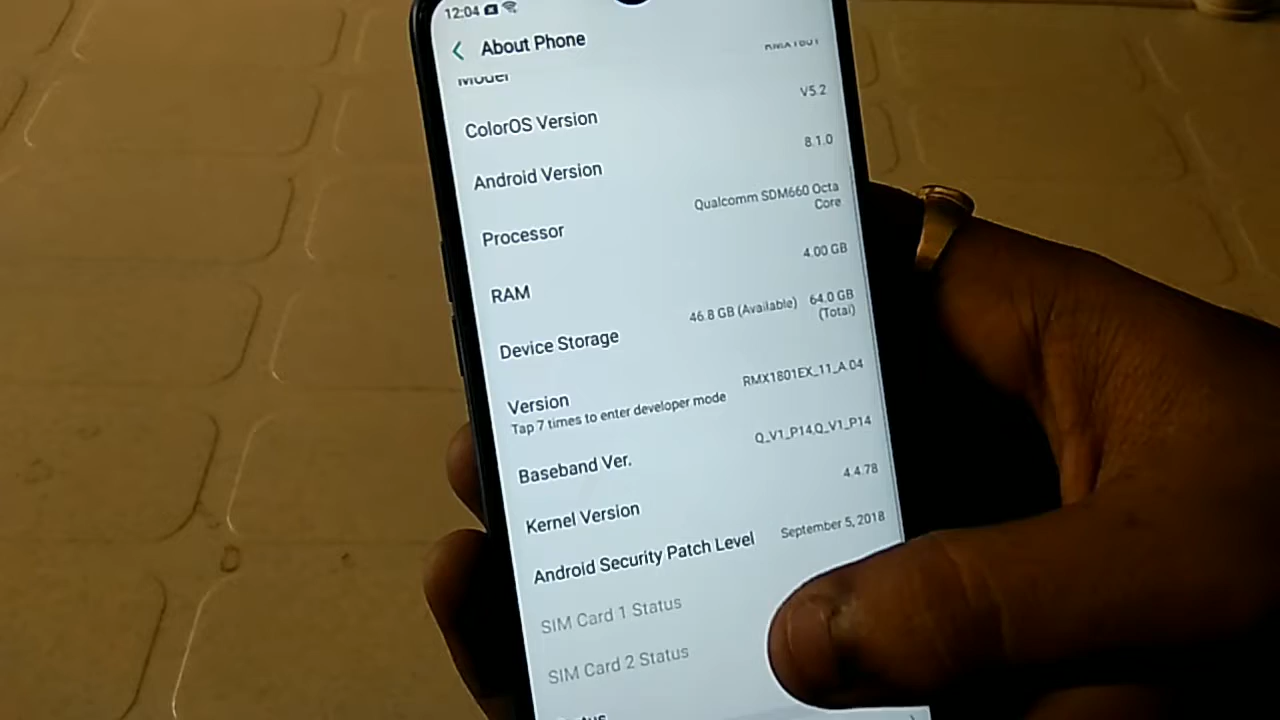 12:04
About Phone
Model
ColorOS Version V5.2
Android Version 8.1.0
Processor Qualcomm SDM660 Octa
Core
RAM 4.00 GB
Device Storage 46.8 GB (Available) 64.0 GB
(Total)
Version RMX1801EX_11_A.04
Tap 7 times to enter developer mode
Baseband Ver. Q_V1_P14,Q_V1_P14
Kernel Version 4.4.78
Android Security Patch Level September 5, 2018
SIM Card 1 Status
SIM Card 2 Status